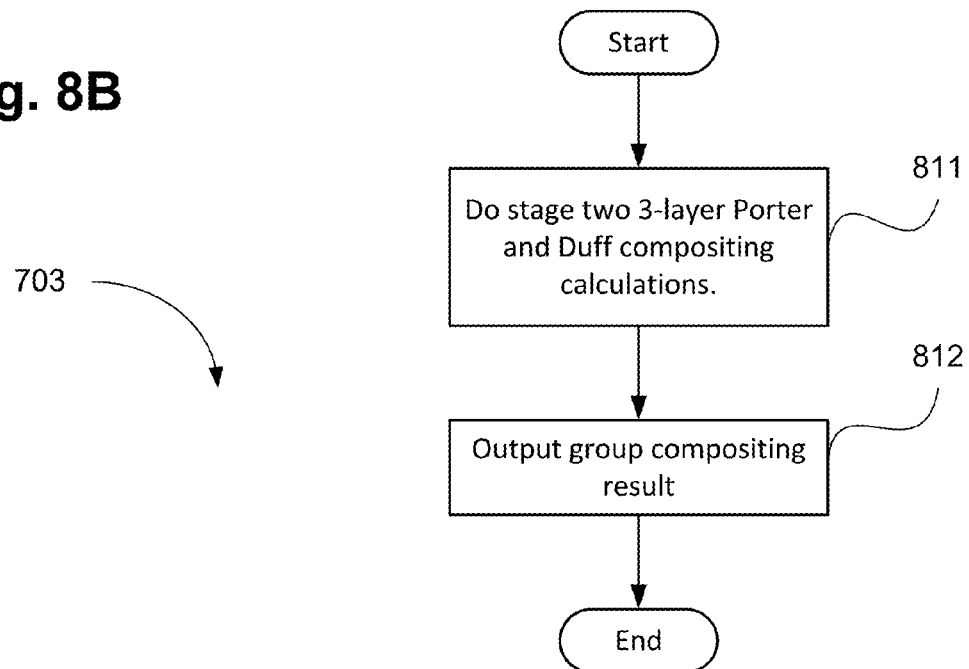 Start
g. 8B
811
Do stage two 3-layer Porter
and Duff compositing
calculations.
703
812
Output group compositing
result
End